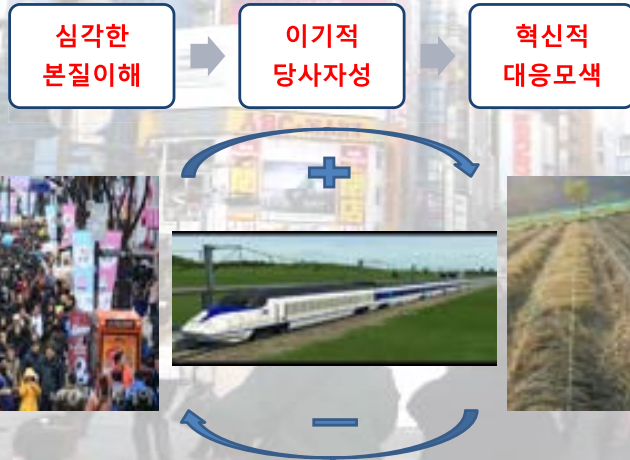 심각한
본질이해
이기적
당사자성
혁신적
대응모색